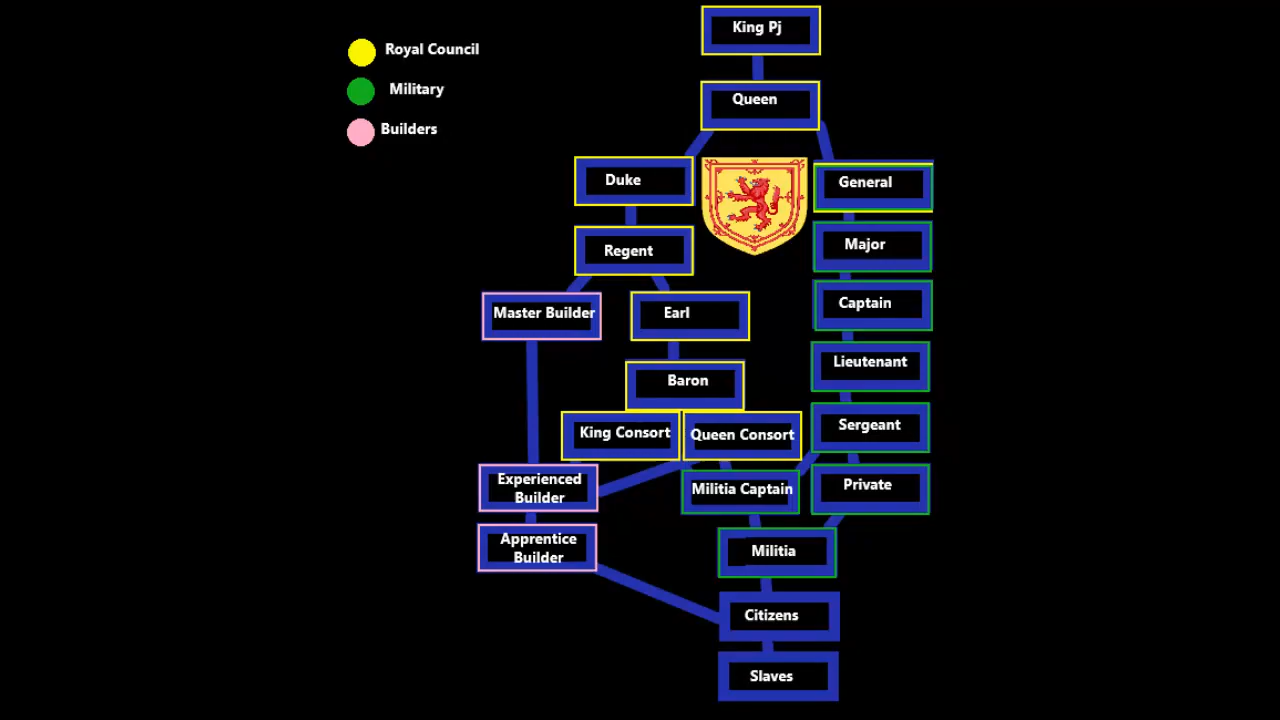 King Pj
Royal Council
Military
Builders
Queen
Duke
General
Regent
Major
Master Builder
Earl
Captain
Baron
Lieutenant
King Consort
Queen Consort
Sergeant
Experienced
Builder
Militia Captain
Private
Apprentice
Builder
Militia
Citizens
Slaves